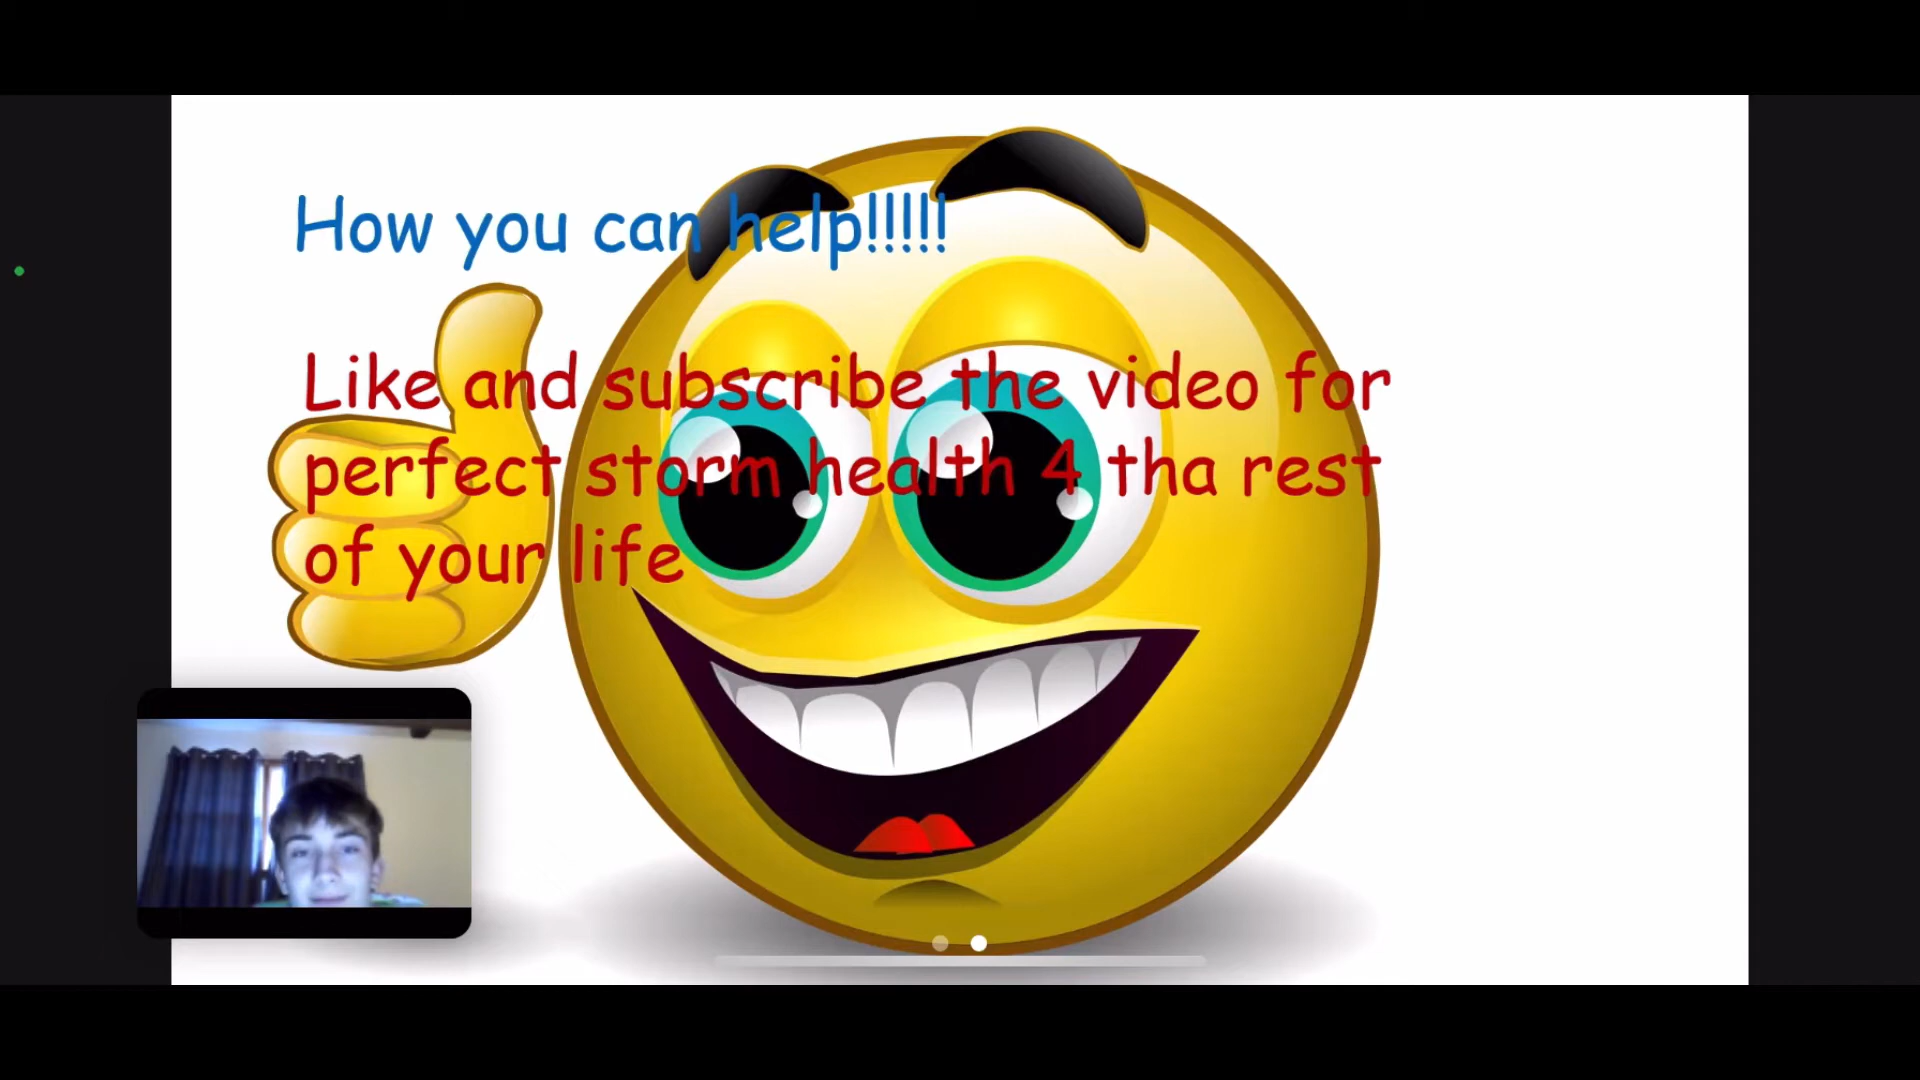 How you can help!!!!!
Like and subscribe the video for
perfect storm health 4 tha rest
of your life